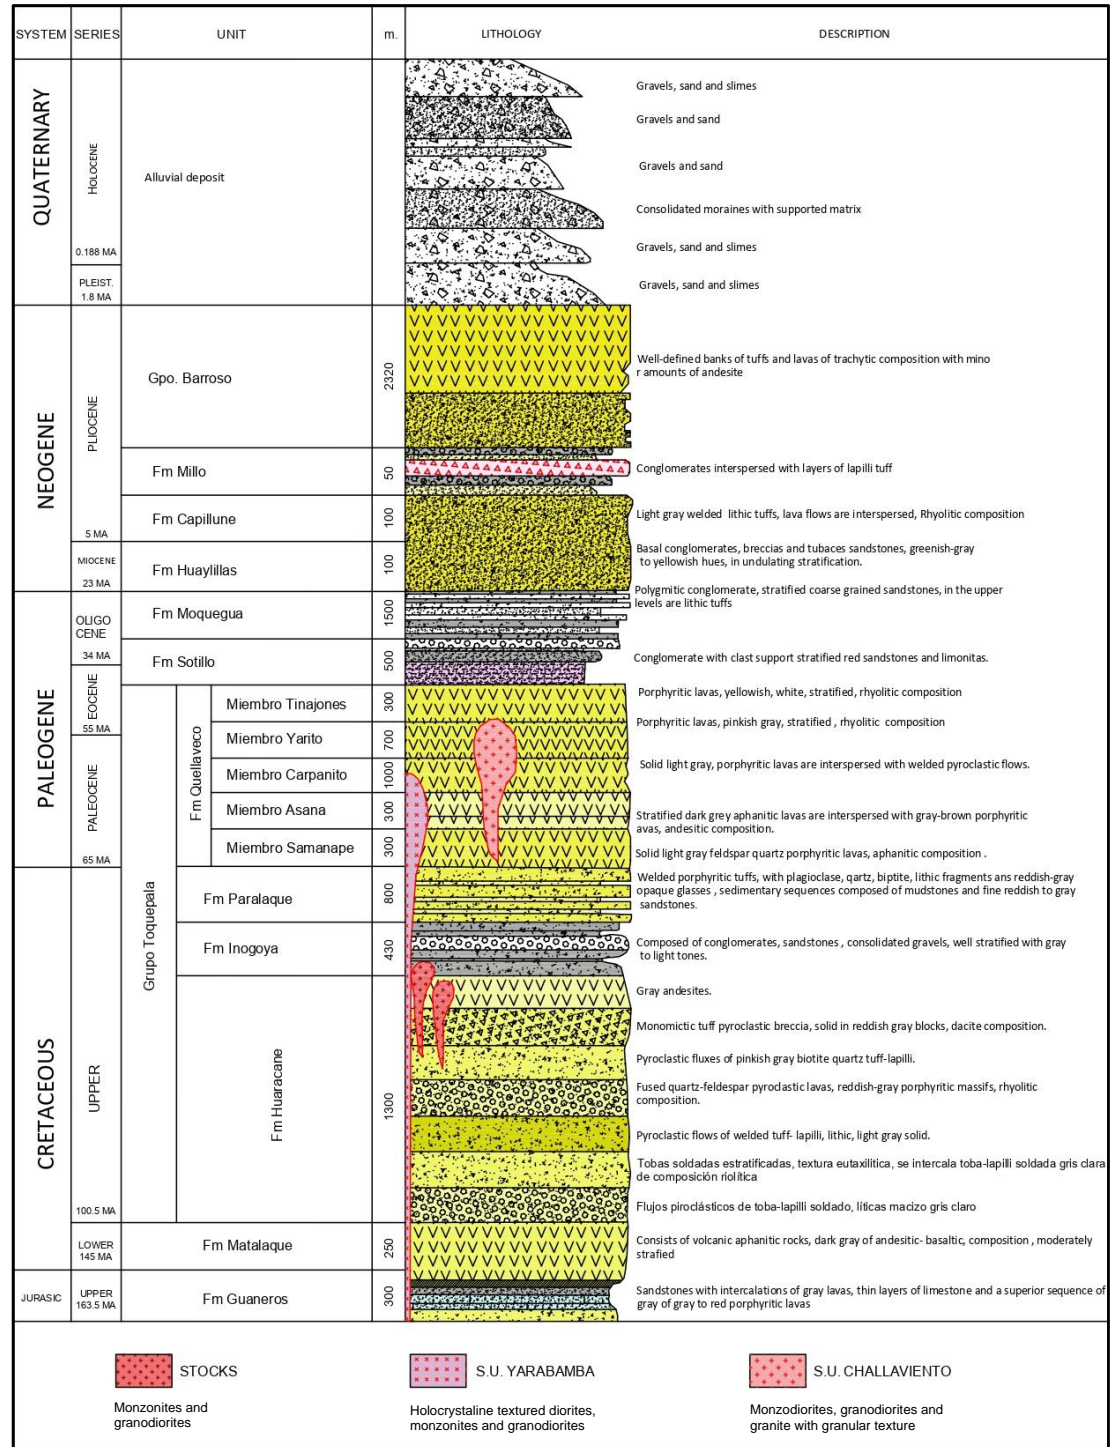 SYSTEM SERIES UNIT m. LITHOLOGY DESCRIPTION
QUATERNARY
HOLOCENE
0.188 MA
PLEIST.
1.8 MA
Alluvial deposit
Gravels, sand and slimes
Gravels and sand
Gravels and sand
Consolidated moraines with supported matrix
Gravels, sand and slimes
Gravels, sand and slimes
NEOGENE
PLIOCENE
5 MA
MIOCENE
23 MA
Gpo. Barroso
2320
Well-defined banks of tuffs and lavas of trachytic composition with mino
r amounts of andesite
Fm Millo
50
Conglomerates interspersed with layers of lapilli tuff
Fm Capillune
100
Light gray welded lithic tuffs, lava flows are interspersed, Rhyolitic composition
Fm Huaylillas
100
Basal conglomerates, breccias and tubaces sandstones, greenish-gray
to yellowish hues, in undulating stratification.
PALEOGENE
OLIGO
CENE
34 MA
EOCENE
55 MA
PALEOCENE
65 MA
Fm Moquegua
1500
Polygmitic conglomerate, stratified coarse grained sandstones, in the upper
levels are lithic tuffs
Fm Sotillo
500
Conglomerate with clast support stratified red sandstones and limonitas.
Grupo Toquepala
Fm Quellaveco
Miembro Tinajones
300
Porphyritic lavas, yellowish, white, stratified, rhyolitic composition
Miembro Yarito
700
Porphyritic lavas, pinkish gray, stratified , rhyolitic composition
Miembro Carpanito
1000
Solid light gray, porphyritic lavas are interspersed with welded pyroclastic flows.
Miembro Asana
300
Stratified dark grey aphanitic lavas are interspersed with gray-brown porphyritic
avas, andesitic composition.
Miembro Samanape
300
Solid light gray feldspar quartz porphyritic lavas, aphanitic composition .
CRETACEOUS
UPPER
100.5 MA
LOWER
145 MA
Fm Paralaque
800
Welded porphyritic tuffs, with plagioclase, qartz, biptite, lithic fragments ans reddish-gray
opaque glasses , sedimentary sequences composed of mudstones and fine reddish to gray
sandstones.
Fm Inogoya
430
Composed of conglomerates, sandstones , consolidated gravels, well stratified with gray
to light tones.
Fm Huaracane
1300
Gray andesites.
Monomictic tuff pyroclastic breccia, solid in reddish gray blocks, dacite composition.
Pyroclastic fluxes of pinkish gray biotite quartz tuff-lapilli.
Fused quartz-feldespar pyroclastic lavas, reddish-gray porphyritic massifs, rhyolitic
composition.
Pyroclastic flows of welded tuff- lapilli, lithic, light gray solid.
Tobas soldadas estratificadas, textura eutaxilitica, se intercala toba-lapilli soldada gris clara
de composición riolítica
Flujos piroclásticos de toba-lapilli soldado, líticas macizo gris claro
Fm Matalaque
250
Consists of volcanic aphanitic rocks, dark gray of andesitic- basaltic, composition , moderately
strafied
JURASIC
UPPER
163.5 MA
Fm Guaneros
300
Sandstones with intercalations of gray lavas, thin layers of limestone and a superior sequence of
gray of gray to red porphyritic lavas
STOCKS
Monzonites and
granodiorites
S.U. YARABAMBA
Holocrystaline textured diorites,
monzonites and granodiorites
S.U. CHALLAVIENTO
Monzodiorites, granodiorites and
granite with granular texture